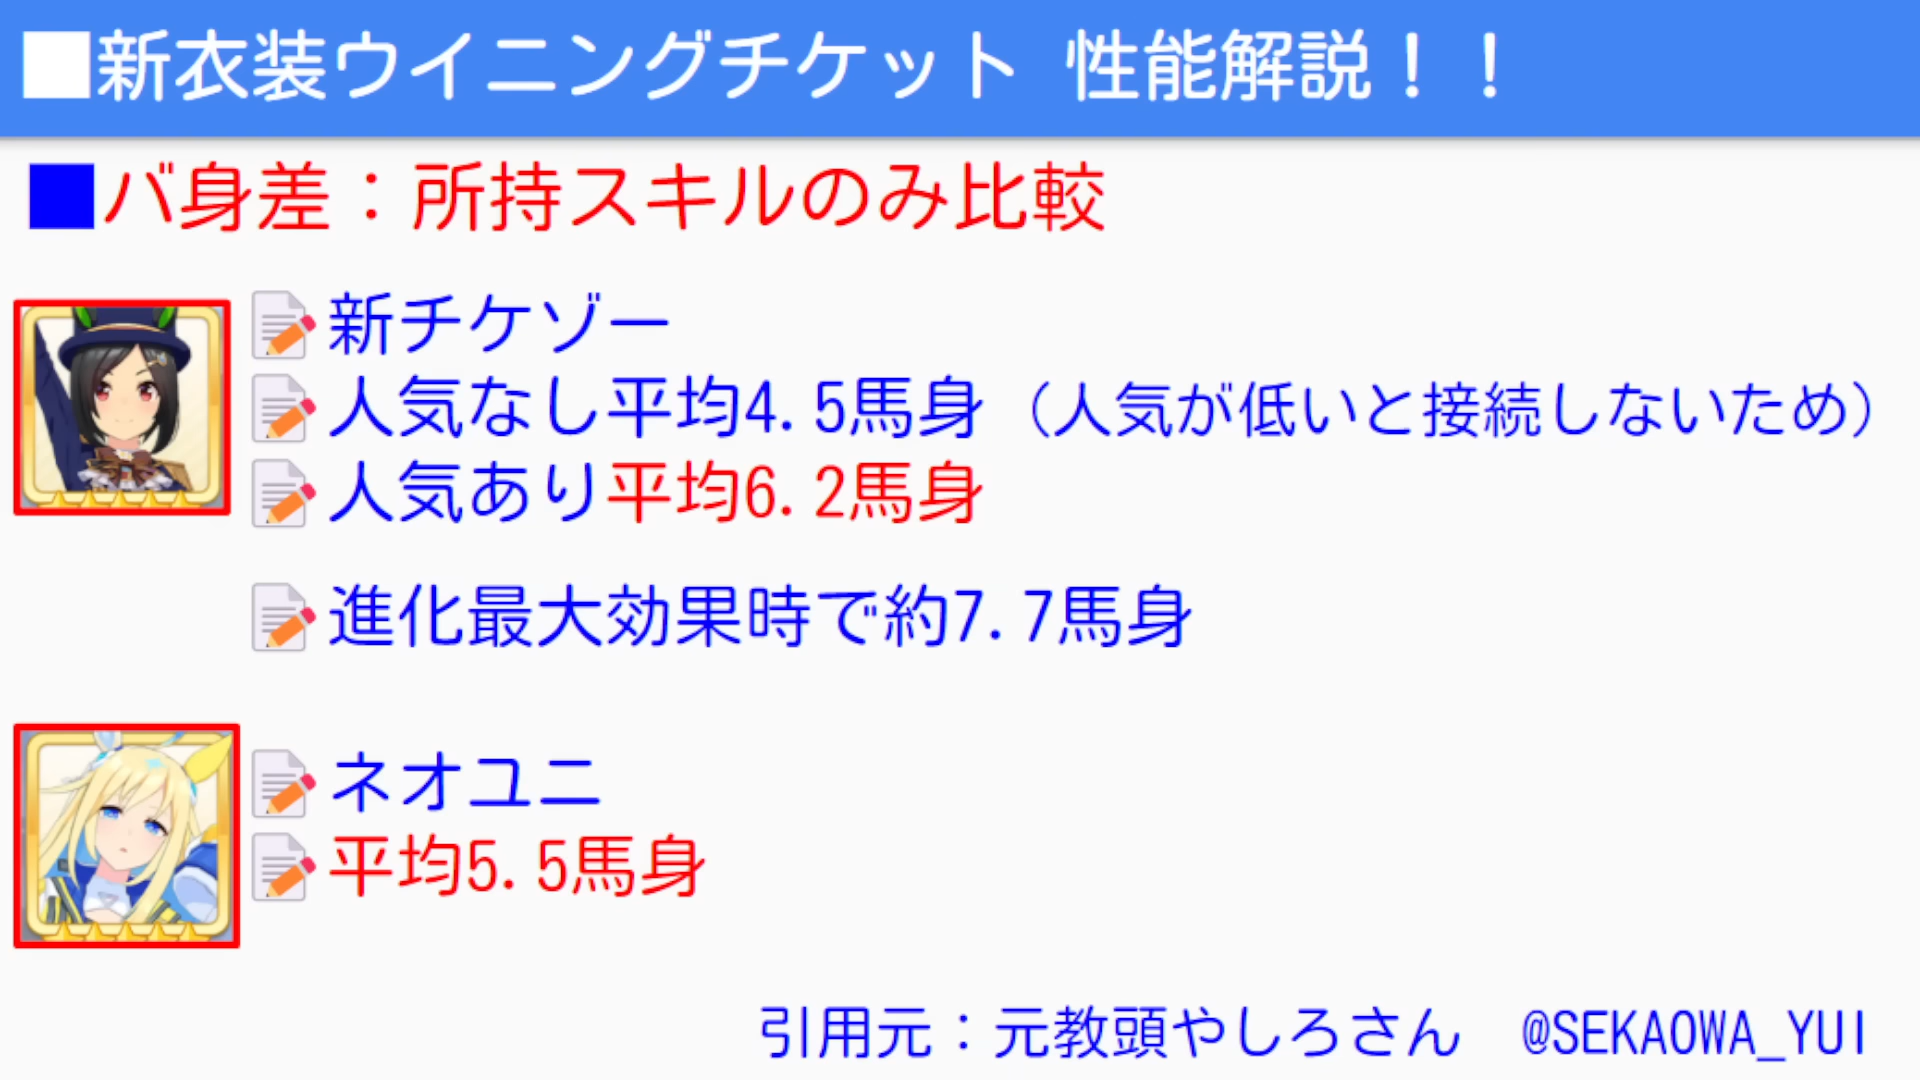 ■新衣装ウイニングチケット 性能解説！！
■バ身差：所持スキルのみ比較
新チケゾー
人気なし平均4.5馬身（人気が低いと接続しないため）
人気あり平均6.2馬身
進化最大効果時で約7.7馬身
ネオユニ
平均5.5馬身
引用元：元教頭やしろさん　@SEKAOWA_YUI